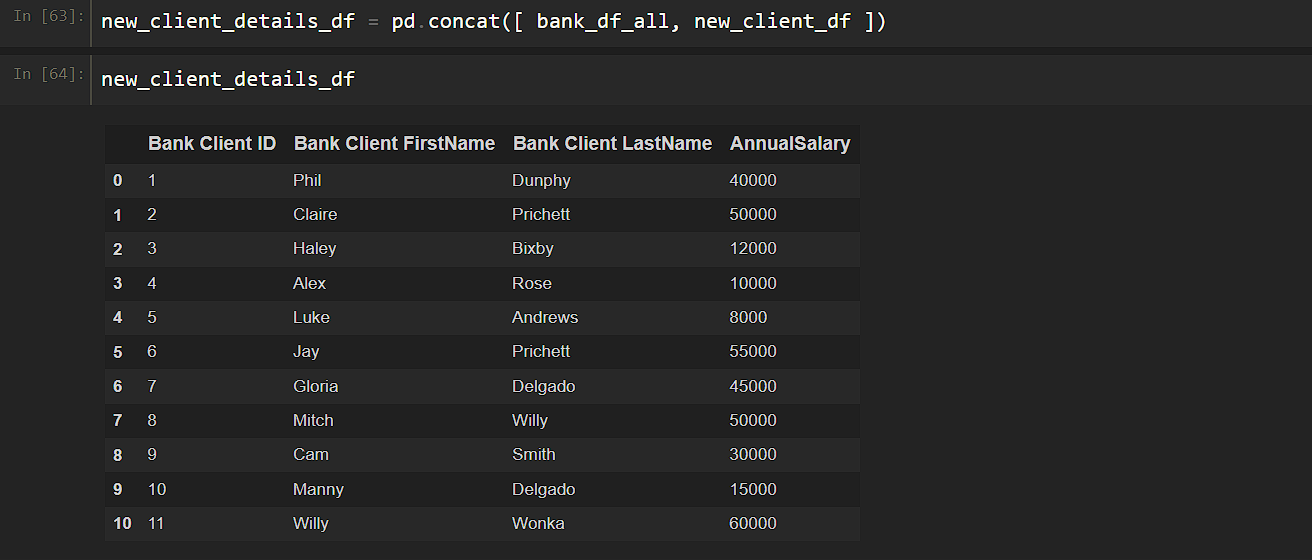 In [63]: new_client_details_df = pd.concat([ bank_df_all, new_client_df ])
In [64]: new_client_details_df
Bank Client ID Bank Client FirstName Bank Client LastName AnnualSalary
0 1 Phil Dunphy 40000
1 2 Claire Prichett 50000
2 3 Haley Bixby 12000
3 4 Alex Rose 10000
4 5 Luke Andrews 8000
5 6 Jay Prichett 55000
6 7 Gloria Delgado 45000
7 8 Mitch Willy 50000
8 9 Cam Smith 30000
9 10 Manny Delgado 15000
10 11 Willy Wonka 60000